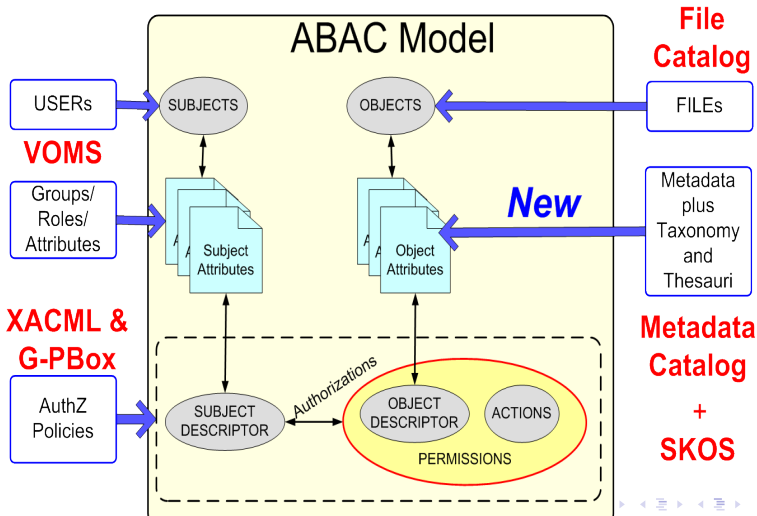 ABAC Model
File
Catalog
USERs
SUBJECTS
OBJECTS
FILEs
VOMS
Groups/
Roles/
Attributes
A
A
Subject
Attributes
A
A
Object
Attributes
New
Metadata
plus
Taxonomy
and
Thesauri
XACML &
G-PBox
AuthZ
Policies
SUBJECT
DESCRIPTOR
Authorizations
OBJECT
DESCRIPTOR
ACTIONS
PERMISSIONS
Metadata
Catalog
+
SKOS